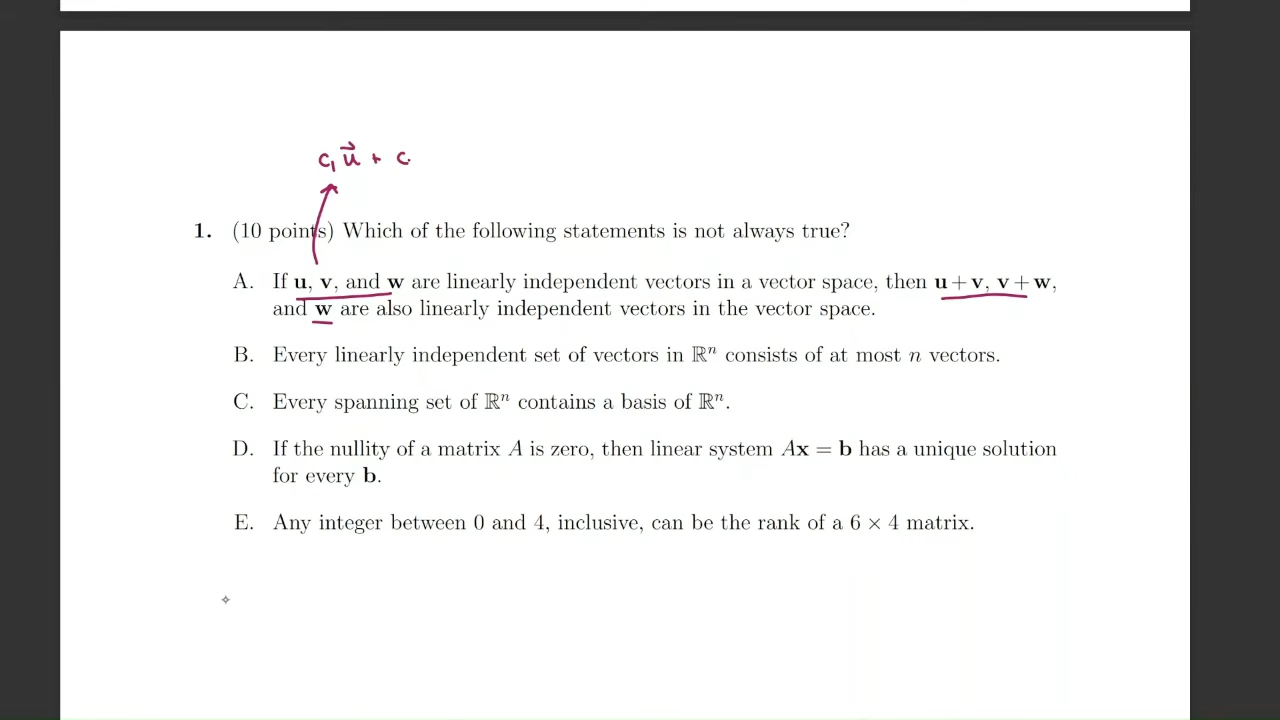 c₁u⃗ + c
1. (10 points) Which of the following statements is not always true?
A. If u, v, and w are linearly independent vectors in a vector space, then u + v, v + w,
and w are also linearly independent vectors in the vector space.
B. Every linearly independent set of vectors in ℝⁿ consists of at most n vectors.
C. Every spanning set of ℝⁿ contains a basis of ℝⁿ.
D. If the nullity of a matrix A is zero, then linear system Ax = b has a unique solution
for every b.
E. Any integer between 0 and 4, inclusive, can be the rank of a 6 × 4 matrix.